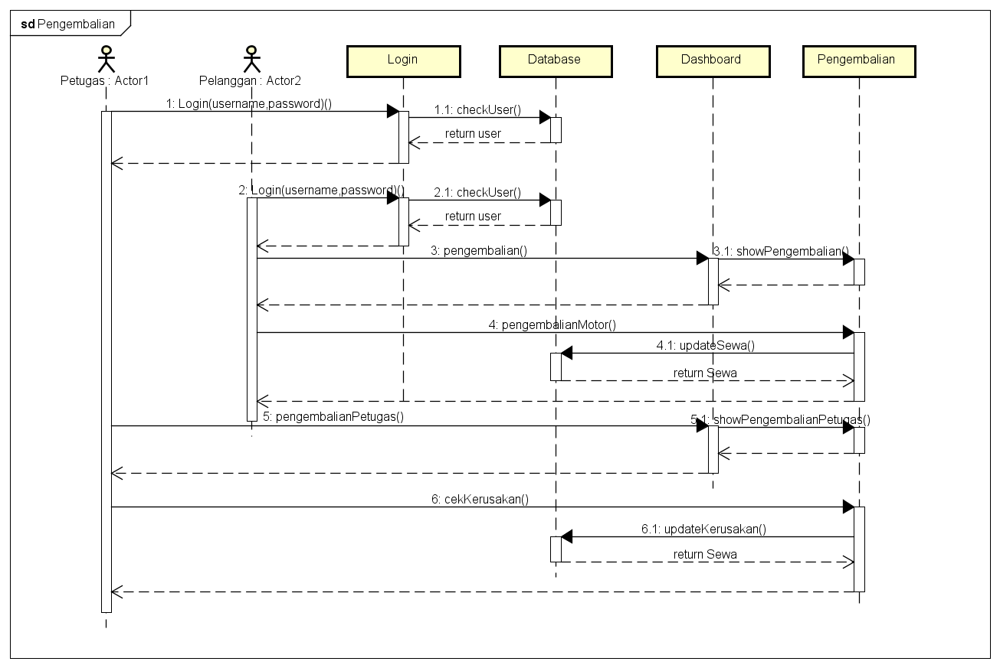 sd Pengembalian
Petugas : Actor1
Pelanggan : Actor2
Login
Database
Dashboard
Pengembalian
1: Login(username,password)()
1.1: checkUser()
return user
2: Login(username,password)()
2.1: checkUser()
return user
3: pengembalian()
3.1: showPengembalian()
4: pengembalianMotor()
4.1: updateSewa()
return Sewa
5: pengembalianPetugas()
5.1: showPengembalianPetugas()
6: cekKerusakan()
6.1: updateKerusakan()
return Sewa